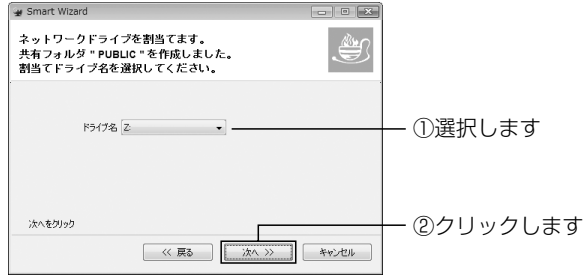 Smart Wizard
ネットワークドライブを割当てます。
共有フォルダ " PUBLIC " を作成しました。
割当てドライブ名を選択してください。
ドライブ名 Z:
①選択します
次へをクリック
②クリックします
<< 戻る 次へ >> キャンセル